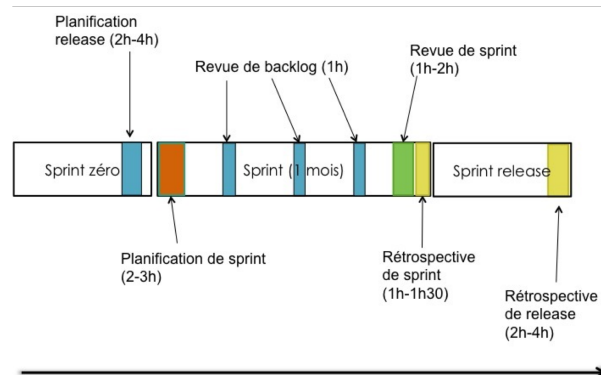 Planification
release (2h-4h)
Revue de backlog (1h)
Revue de sprint
(1h-2h)
Sprint zéro
Sprint (1 mois)
Sprint release
Planification de sprint
(2-3h)
Rétrospective
de sprint
(1h-1h30)
Rétrospective
de release
(2h-4h)